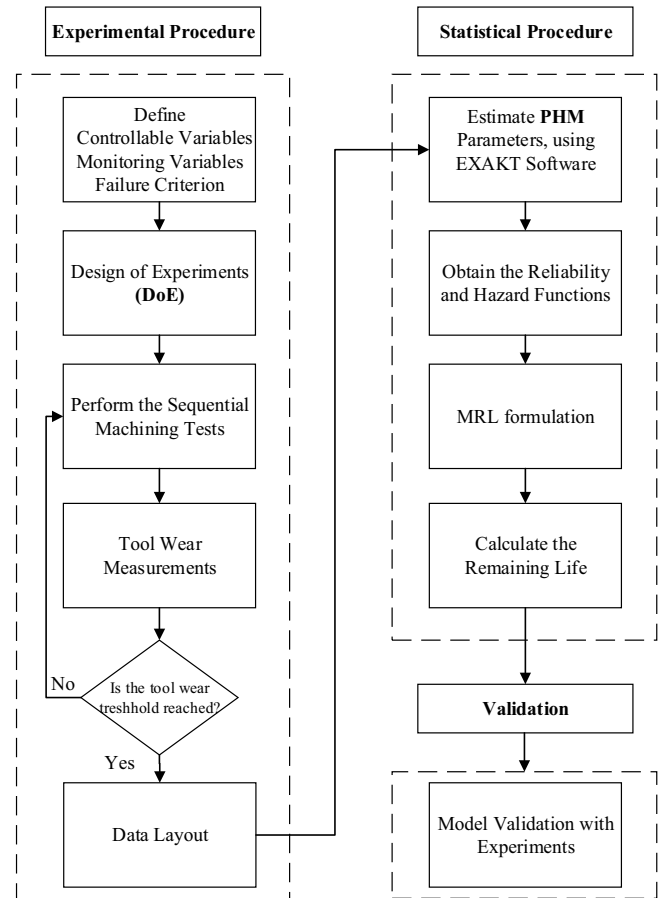 Experimental Procedure
Define
Controllable Variables
Monitoring Variables
Failure Criterion
Design of Experiments
(DoE)
Perform the Sequential
Machining Tests
Tool Wear
Measurements
Is the tool wear
treshhold reached?
No
Yes
Data Layout
Statistical Procedure
Estimate PHM
Parameters, using
EXAKT Software
Obtain the Reliability
and Hazard Functions
MRL formulation
Calculate the
Remaining Life
Validation
Model Validation with
Experiments